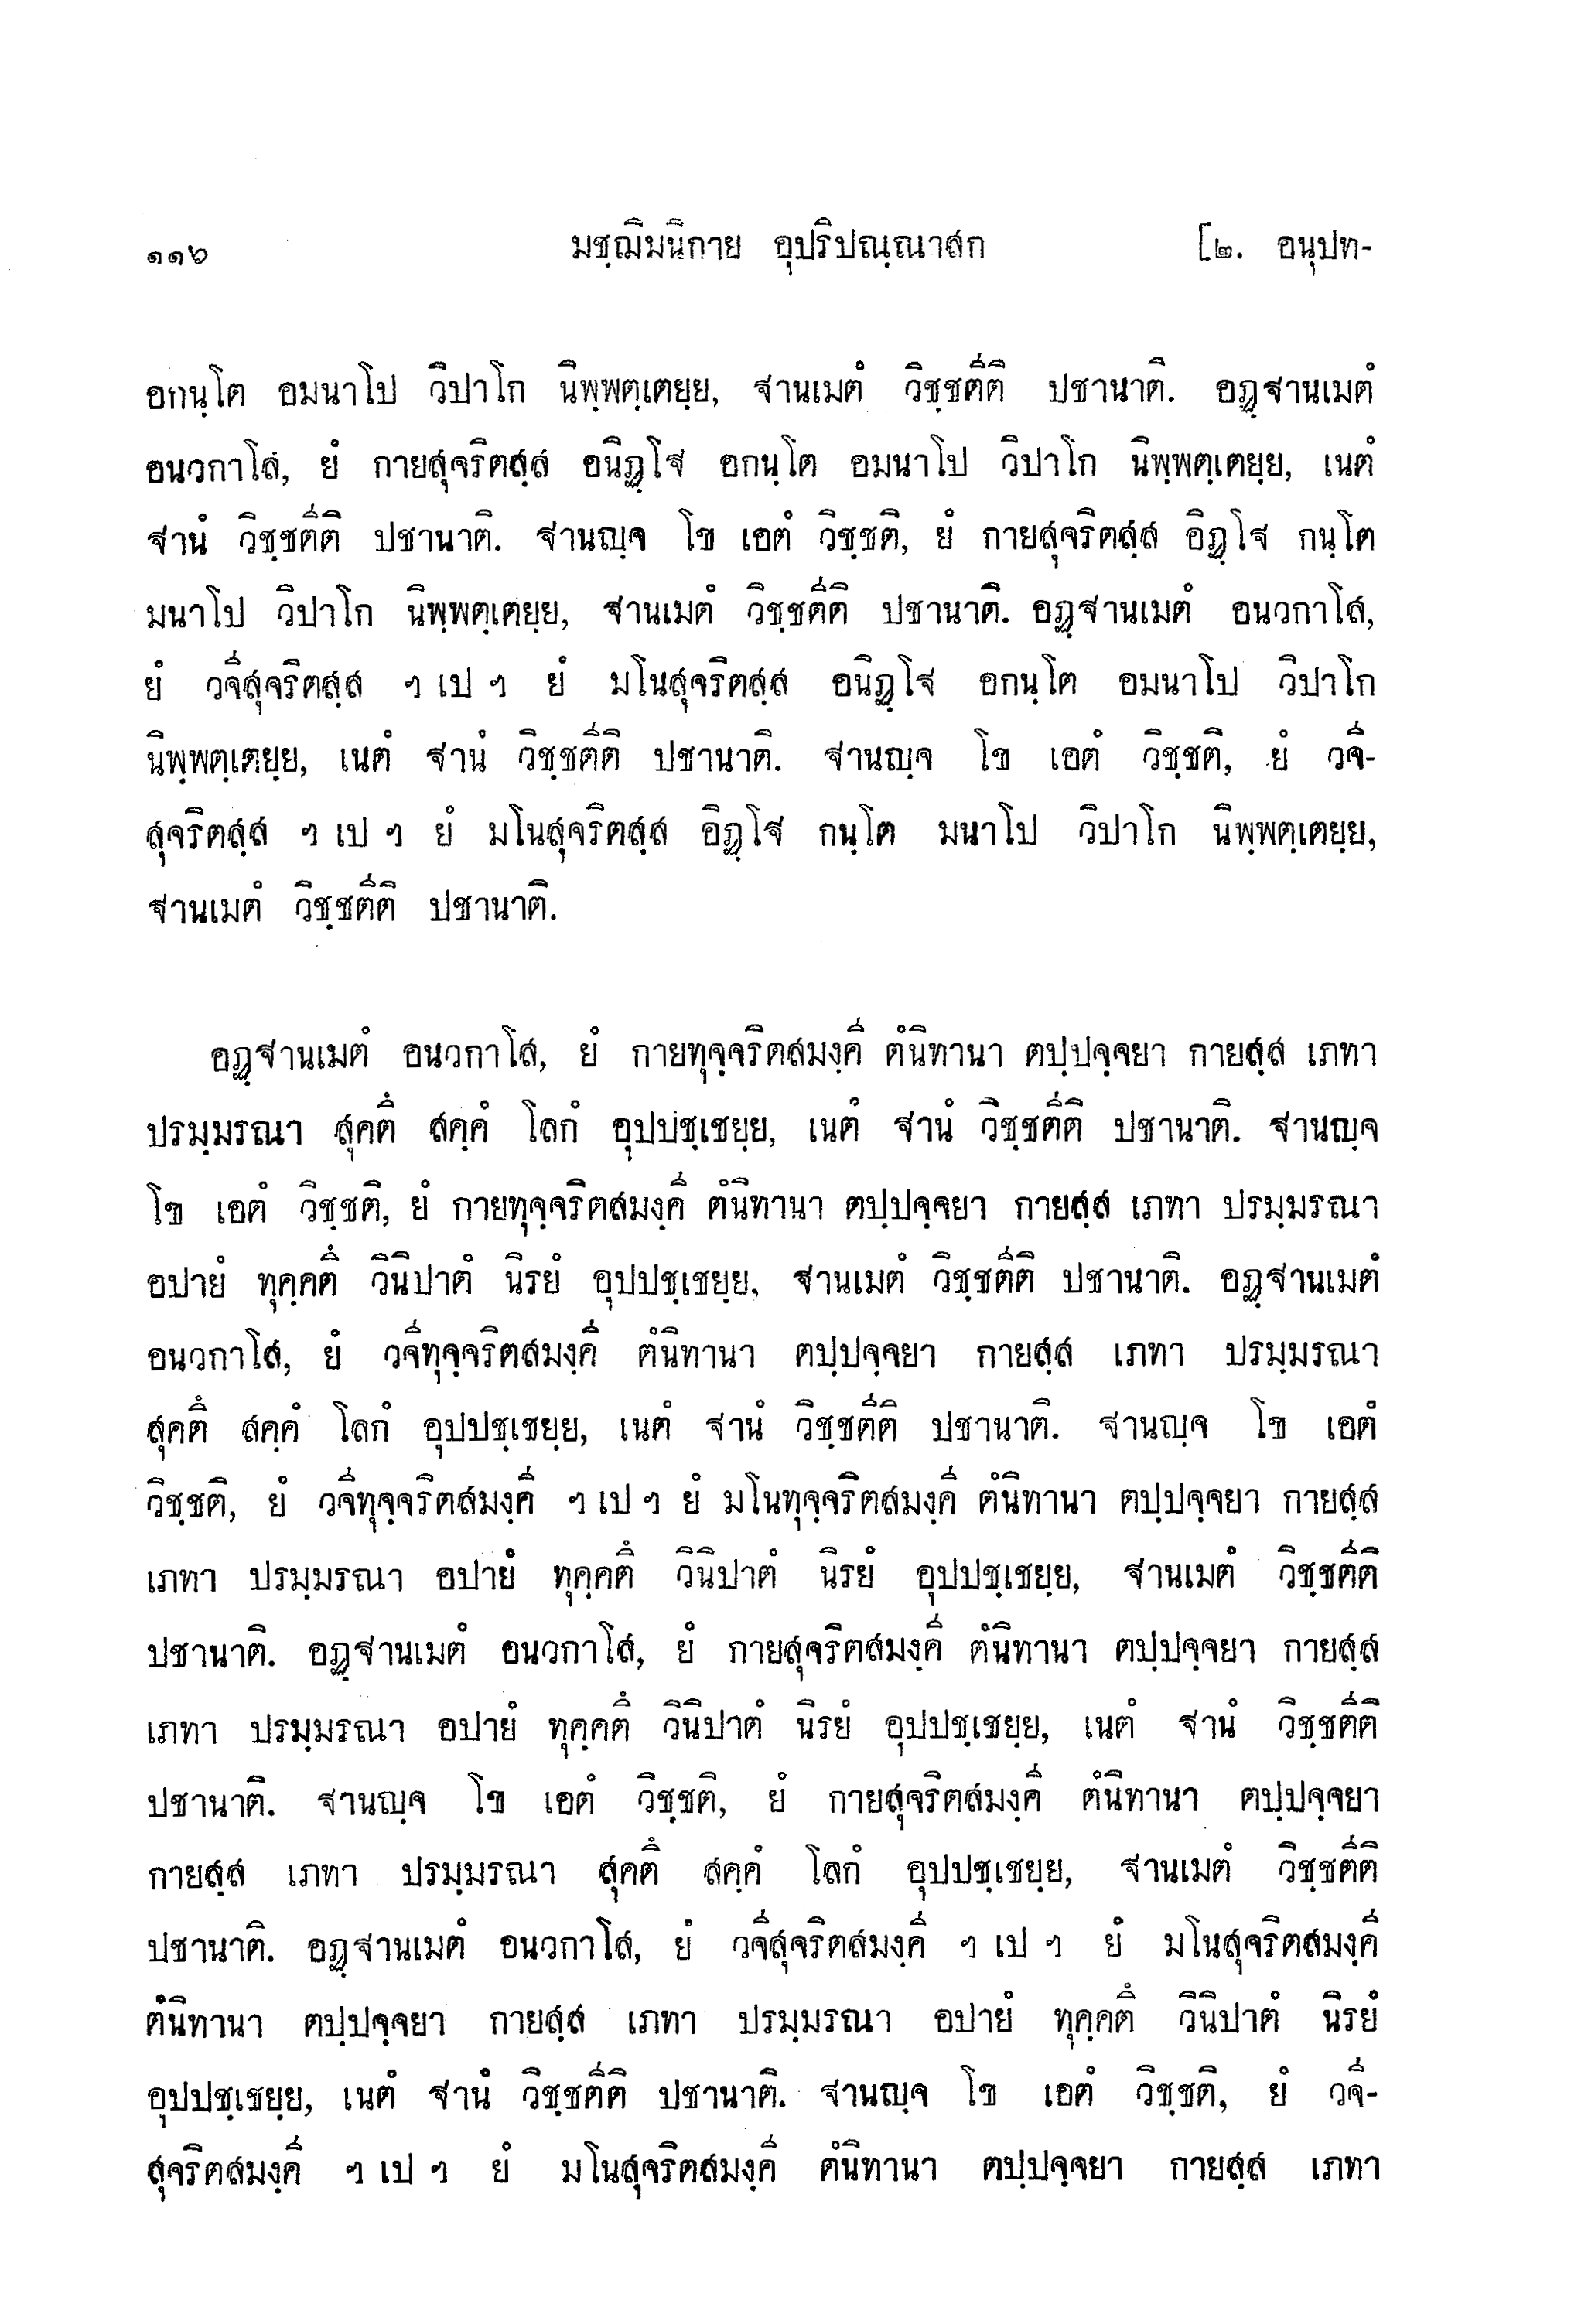 ๑๑๖ มชฺฌิมนิกาย อุปริปณฺณาสก [๒. อนุปท-
อกนฺโต อมนาโป วิปาโก นิพฺพตฺเตยฺย, ฐานเมตํ วิชฺชตีติ ปชานาติ. อฏฺฐานเมตํ
อนวกาโส, ยํ กายสุจริตสฺส อนิฏฺโฐ อกนฺโต อมนาโป วิปาโก นิพฺพตฺเตยฺย, เนตํ
ฐานํ วิชฺชตีติ ปชานาติ. ฐานญฺจ โข เอตํ วิชฺชติ, ยํ กายสุจริตสฺส อิฏฺโฐ กนฺโต
มนาโป วิปาโก นิพฺพตฺเตยฺย, ฐานเมตํ วิชฺชตีติ ปชานาติ. อฏฺฐานเมตํ อนวกาโส,
ยํ วจีสุจริตสฺส ฯ เป ฯ ยํ มโนสุจริตสฺส อนิฏฺโฐ อกนฺโต อมนาโป วิปาโก
นิพฺพตฺเตยฺย, เนตํ ฐานํ วิชฺชตีติ ปชานาติ. ฐานญฺจ โข เอตํ วิชฺชติ, ยํ วจี-
สุจริตสฺส ฯ เป ฯ ยํ มโนสุจริตสฺส อิฏฺโฐ กนฺโต มนาโป วิปาโก นิพฺพตฺเตยฺย,
ฐานเมตํ วิชฺชตีติ ปชานาติ.
อฏฺฐานเมตํ อนวกาโส, ยํ กายทุจฺจริตสมงฺคี ตํนิทานา ตปฺปจฺจยา กายสฺส เภทา
ปรมฺมรณา สุคตึ สคฺคํ โลกํ อุปปชฺเชยฺย, เนตํ ฐานํ วิชฺชตีติ ปชานาติ. ฐานญฺจ
โข เอตํ วิชฺชติ, ยํ กายทุจฺจริตสมงฺคี ตํนิทานา ตปฺปจฺจยา กายสฺส เภทา ปรมฺมรณา
อปายํ ทุคฺคตึ วินิปาตํ นิรยํ อุปปชฺเชยฺย, ฐานเมตํ วิชฺชตีติ ปชานาติ. อฏฺฐานเมตํ
อนวกาโส, ยํ วจีทุจฺจริตสมงฺคี ตํนิทานา ตปฺปจฺจยา กายสฺส เภทา ปรมฺมรณา
สุคตึ สคฺคํ โลกํ อุปปชฺเชยฺย, เนตํ ฐานํ วิชฺชตีติ ปชานาติ. ฐานญฺจ โข เอตํ
วิชฺชติ, ยํ วจีทุจฺจริตสมงฺคี ฯ เป ฯ ยํ มโนทุจฺจริตสมงฺคี ตํนิทานา ตปฺปจฺจยา กายสฺส
เภทา ปรมฺมรณา อปายํ ทุคฺคตึ วินิปาตํ นิรยํ อุปปชฺเชยฺย, ฐานเมตํ วิชฺชตีติ
ปชานาติ. อฏฺฐานเมตํ อนวกาโส, ยํ กายสุจริตสมงฺคี ตํนิทานา ตปฺปจฺจยา กายสฺส
เภทา ปรมฺมรณา อปายํ ทุคฺคตึ วินิปาตํ นิรยํ อุปปชฺเชยฺย, เนตํ ฐานํ วิชฺชตีติ
ปชานาติ. ฐานญฺจ โข เอตํ วิชฺชติ, ยํ กายสุจริตสมงฺคี ตํนิทานา ตปฺปจฺจยา
กายสฺส เภทา ปรมฺมรณา สุคตึ สคฺคํ โลกํ อุปปชฺเชยฺย, ฐานเมตํ วิชฺชตีติ
ปชานาติ. อฏฺฐานเมตํ อนวกาโส, ยํ วจีสุจริตสมงฺคี ฯ เป ฯ ยํ มโนสุจริตสมงฺคี
ตํนิทานา ตปฺปจฺจยา กายสฺส เภทา ปรมฺมรณา อปายํ ทุคฺคตึ วินิปาตํ นิรยํ
อุปปชฺเชยฺย, เนตํ ฐานํ วิชฺชตีติ ปชานาติ. ฐานญฺจ โข เอตํ วิชฺชติ, ยํ วจี-
สุจริตสมงฺคี ฯ เป ฯ ยํ มโนสุจริตสมงฺคี ตํนิทานา ตปฺปจฺจยา กายสฺส เภทา